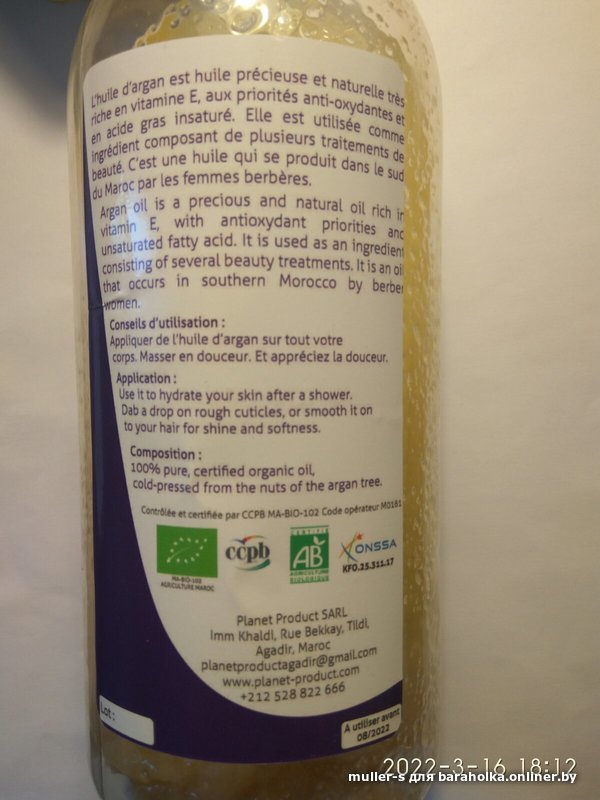 L'huile d'argan est huile précieuse et naturelle très
riche en vitamine E, aux priorités anti-oxydantes et
en acide gras insaturé. Elle est utilisée comme
ingrédient composant de plusieurs traitements de
beauté. C'est une huile qui se produit dans le sud
du Maroc par les femmes berbères.
Argan oil is a precious and natural oil rich in
vitamin E, with antioxydant priorities and
unsaturated fatty acid. It is used as an ingredient
consisting of several beauty treatments. It is an oil
that occurs in southern Morocco by berber
women.
Conseils d'utilisation :
Appliquer de l'huile d'argan sur tout votre
corps. Masser en douceur. Et appréciez la douceur.
Application :
Use it to hydrate your skin after a shower.
Dab a drop on rough cuticles, or smooth it on
to your hair for shine and softness.
Composition :
100% pure, certified organic oil,
cold-pressed from the nuts of the argan tree.
Contrôlée et certifiée par CCPB MA-BIO-102 Code opérateur M0161
MA-BIO-102
AGRICULTURE MAROC
ccpb
CERTIFIÉ
AB
AGRICULTURE
BIOLOGIQUE
ONSSA
KFO.25.311.17
Planet Product SARL
Imm Khaldi, Rue Bekkay, Tildi,
Agadir, Maroc
planetproductagadir@gmail.com
www.planet-product.com
+212 528 822 666
Lot :
A utiliser avant
08/2022
2022-3-16 18:12
muller-s для baraholka.onliner.by